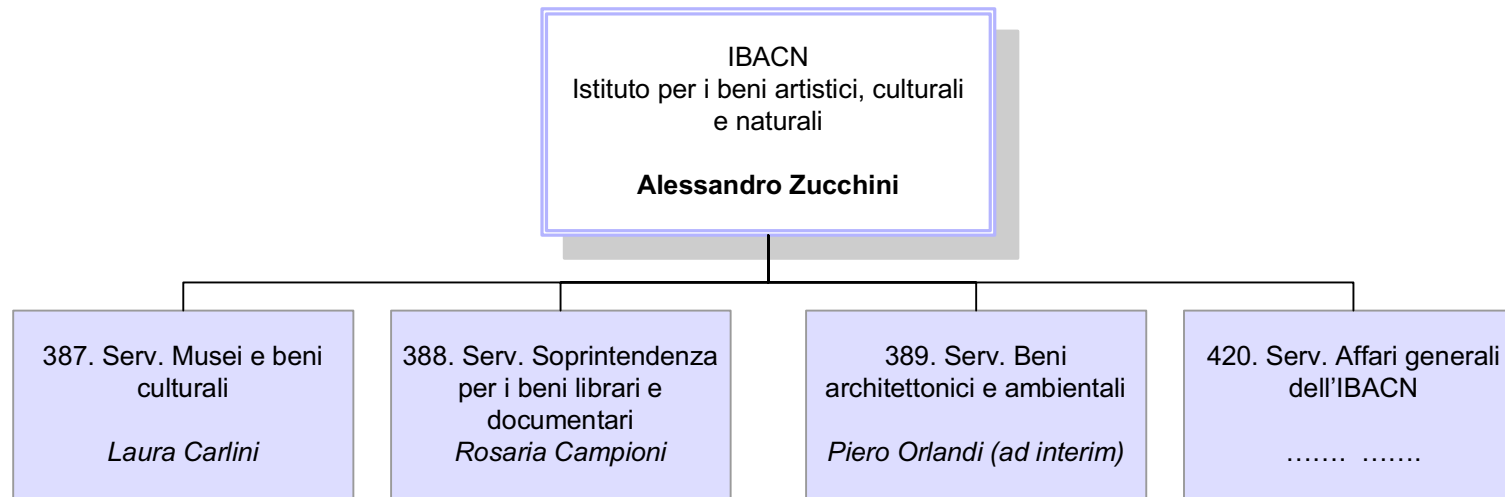 IBACN
Istituto per i beni artistici, culturali
e naturali
Alessandro Zucchini
387. Serv. Musei e beni
culturali
Laura Carlini
388. Serv. Soprintendenza
per i beni librari e
documentari
Rosaria Campioni
389. Serv. Beni
architettonici e ambientali
Piero Orlandi (ad interim)
420. Serv. Affari generali
dell’IBACN
……. …….